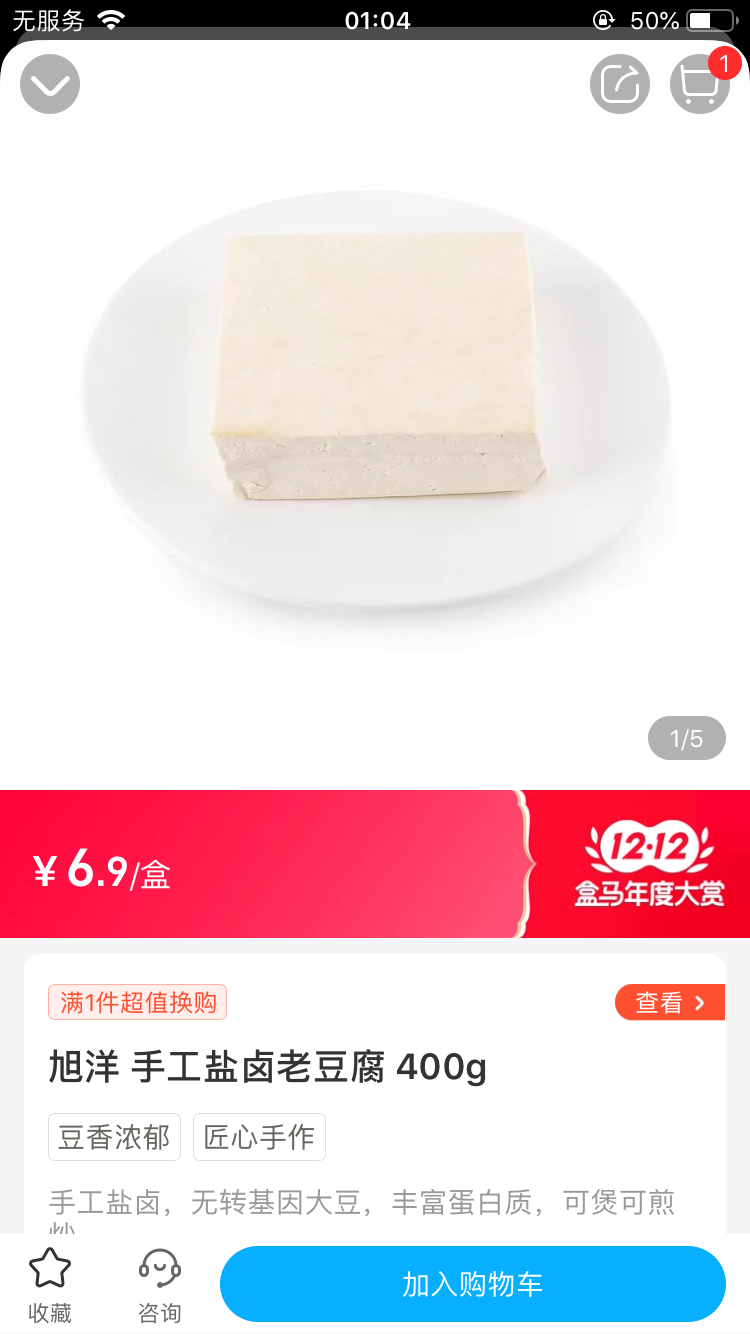 无服务 01:04 50%
1
1/5
¥6.9/盒
12·12
盒马年度大赏
满1件超值换购 查看
旭洋 手工盐卤老豆腐 400g
豆香浓郁 匠心手作
手工盐卤，无转基因大豆，丰富蛋白质，可煲可煎
收藏 咨询 加入购物车